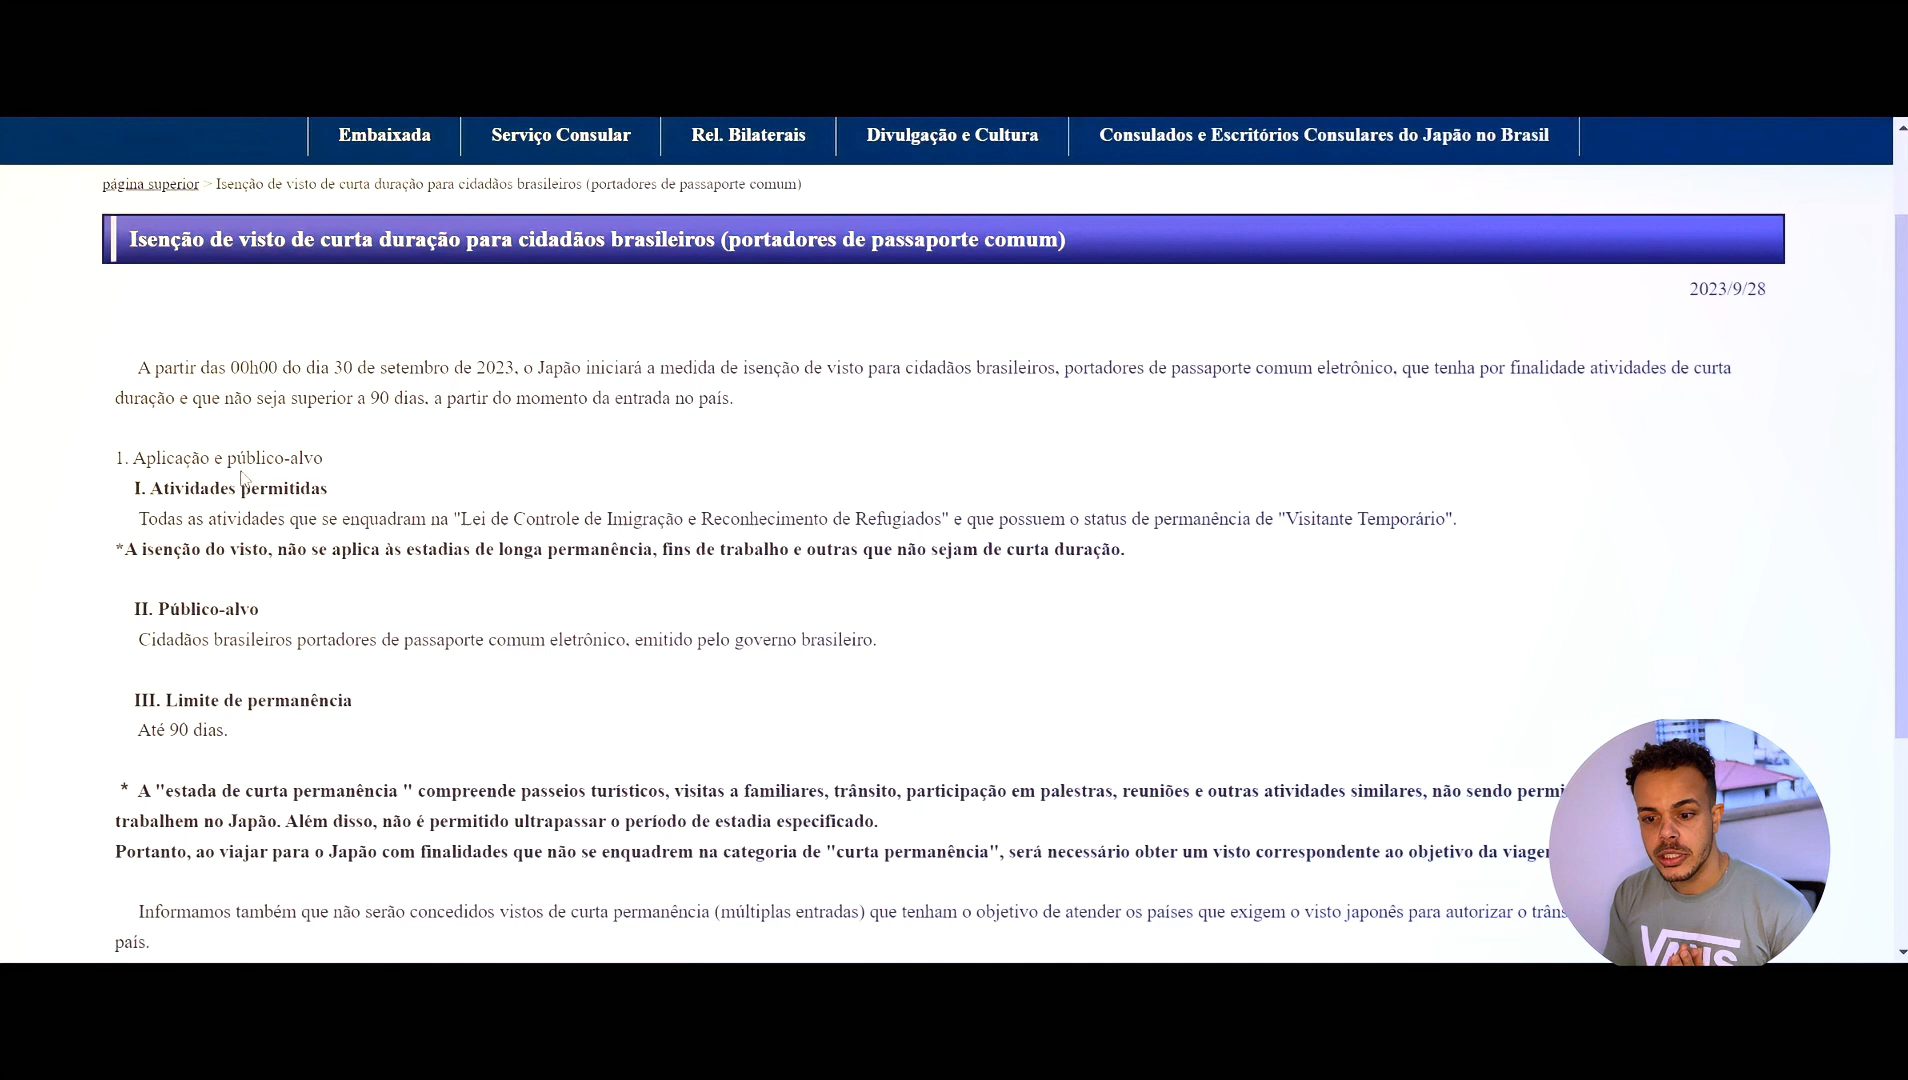 Embaixada
Serviço Consular
Rel. Bilaterais
Divulgação e Cultura
Consulados e Escritórios Consulares do Japão no Brasil
página superior > Isenção de visto de curta duração para cidadãos brasileiros (portadores de passaporte comum)
Isenção de visto de curta duração para cidadãos brasileiros (portadores de passaporte comum)
2023/9/28
A partir das 00h00 do dia 30 de setembro de 2023, o Japão iniciará a medida de isenção de visto para cidadãos brasileiros, portadores de passaporte comum eletrônico, que tenha por finalidade atividades de curta
duração e que não seja superior a 90 dias, a partir do momento da entrada no país.
1. Aplicação e público-alvo
I. Atividades permitidas
Todas as atividades que se enquadram na "Lei de Controle de Imigração e Reconhecimento de Refugiados" e que possuem o status de permanência de "Visitante Temporário".
*A isenção do visto, não se aplica às estadias de longa permanência, fins de trabalho e outras que não sejam de curta duração.
II. Público-alvo
Cidadãos brasileiros portadores de passaporte comum eletrônico, emitido pelo governo brasileiro.
III. Limite de permanência
Até 90 dias.
* A "estada de curta permanência " compreende passeios turísticos, visitas a familiares, trânsito, participação em palestras, reuniões e outras atividades similares, não sendo
trabalhem no Japão. Além disso, não é permitido ultrapassar o período de estadia especificado.
Portanto, ao viajar para o Japão com finalidades que não se enquadrem na categoria de "curta permanência", será necessário obter um visto correspondente ao objetivo da
Informamos também que não serão concedidos vistos de curta permanência (múltiplas entradas) que tenham o objetivo de atender os países que exigem o visto japonês para autorizar o
país.
VANS